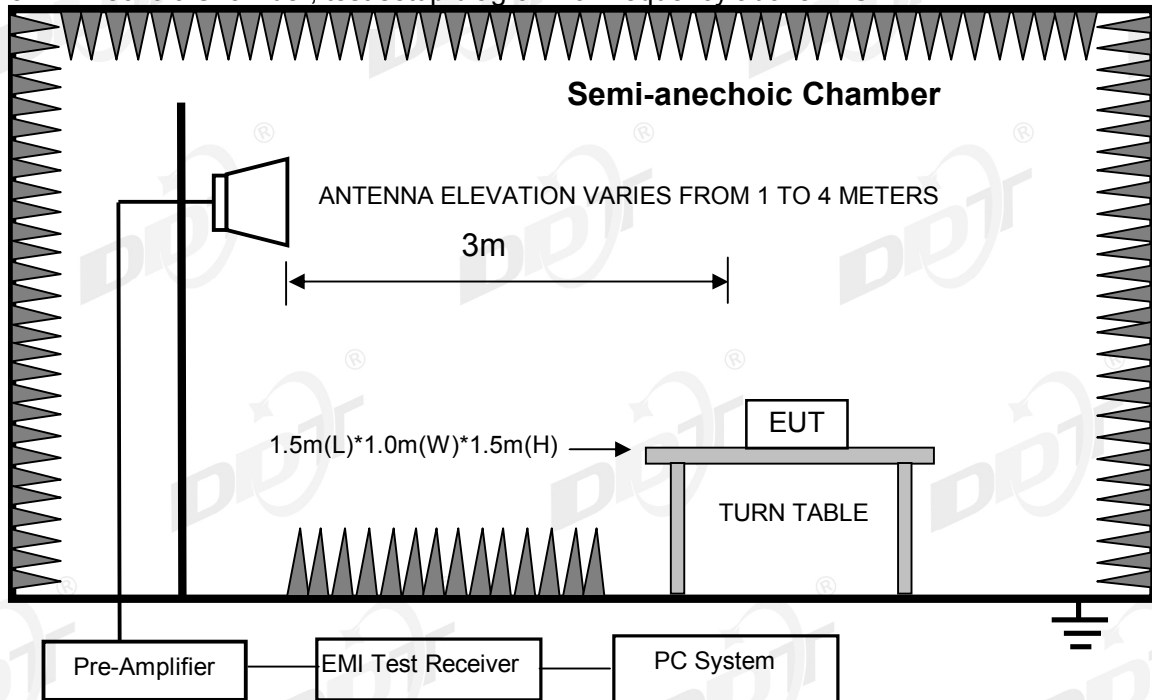 Semi-anechoic Chamber
ANTENNA ELEVATION VARIES FROM 1 TO 4 METERS
3m
1.5m(L)*1.0m(W)*1.5m(H)
EUT
TURN TABLE
Pre-Amplifier
EMI Test Receiver
PC System
DDT
®